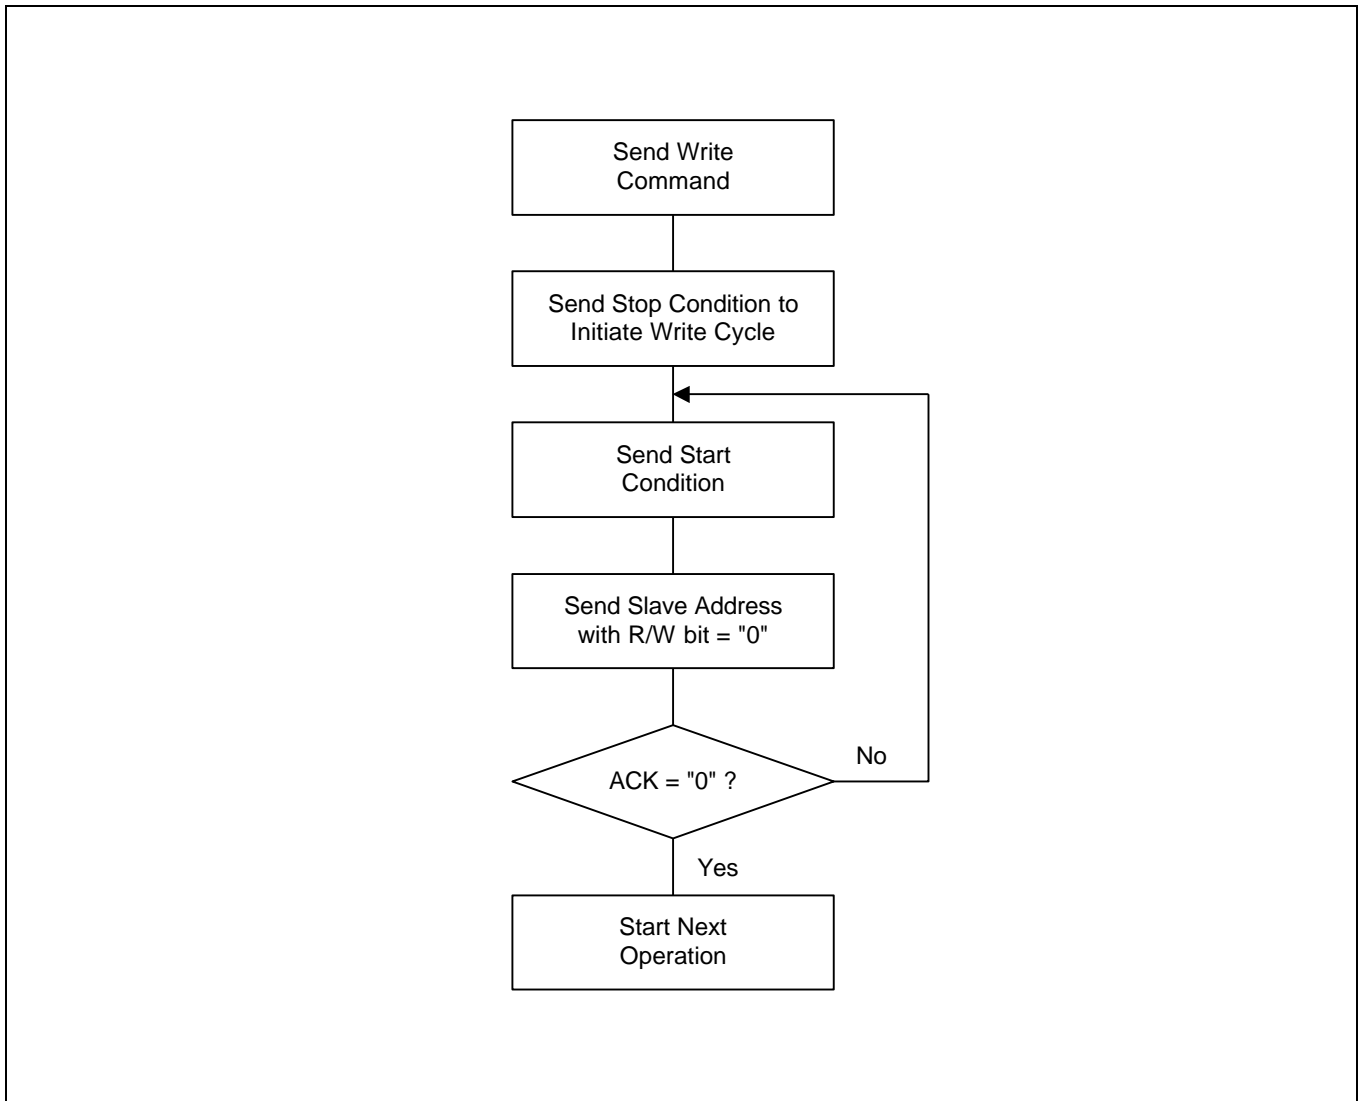 Send Write
Command
Send Stop Condition to
Initiate Write Cycle
Send Start
Condition
Send Slave Address
with R/W bit = "0"
ACK = "0" ?
No
Yes
Start Next
Operation